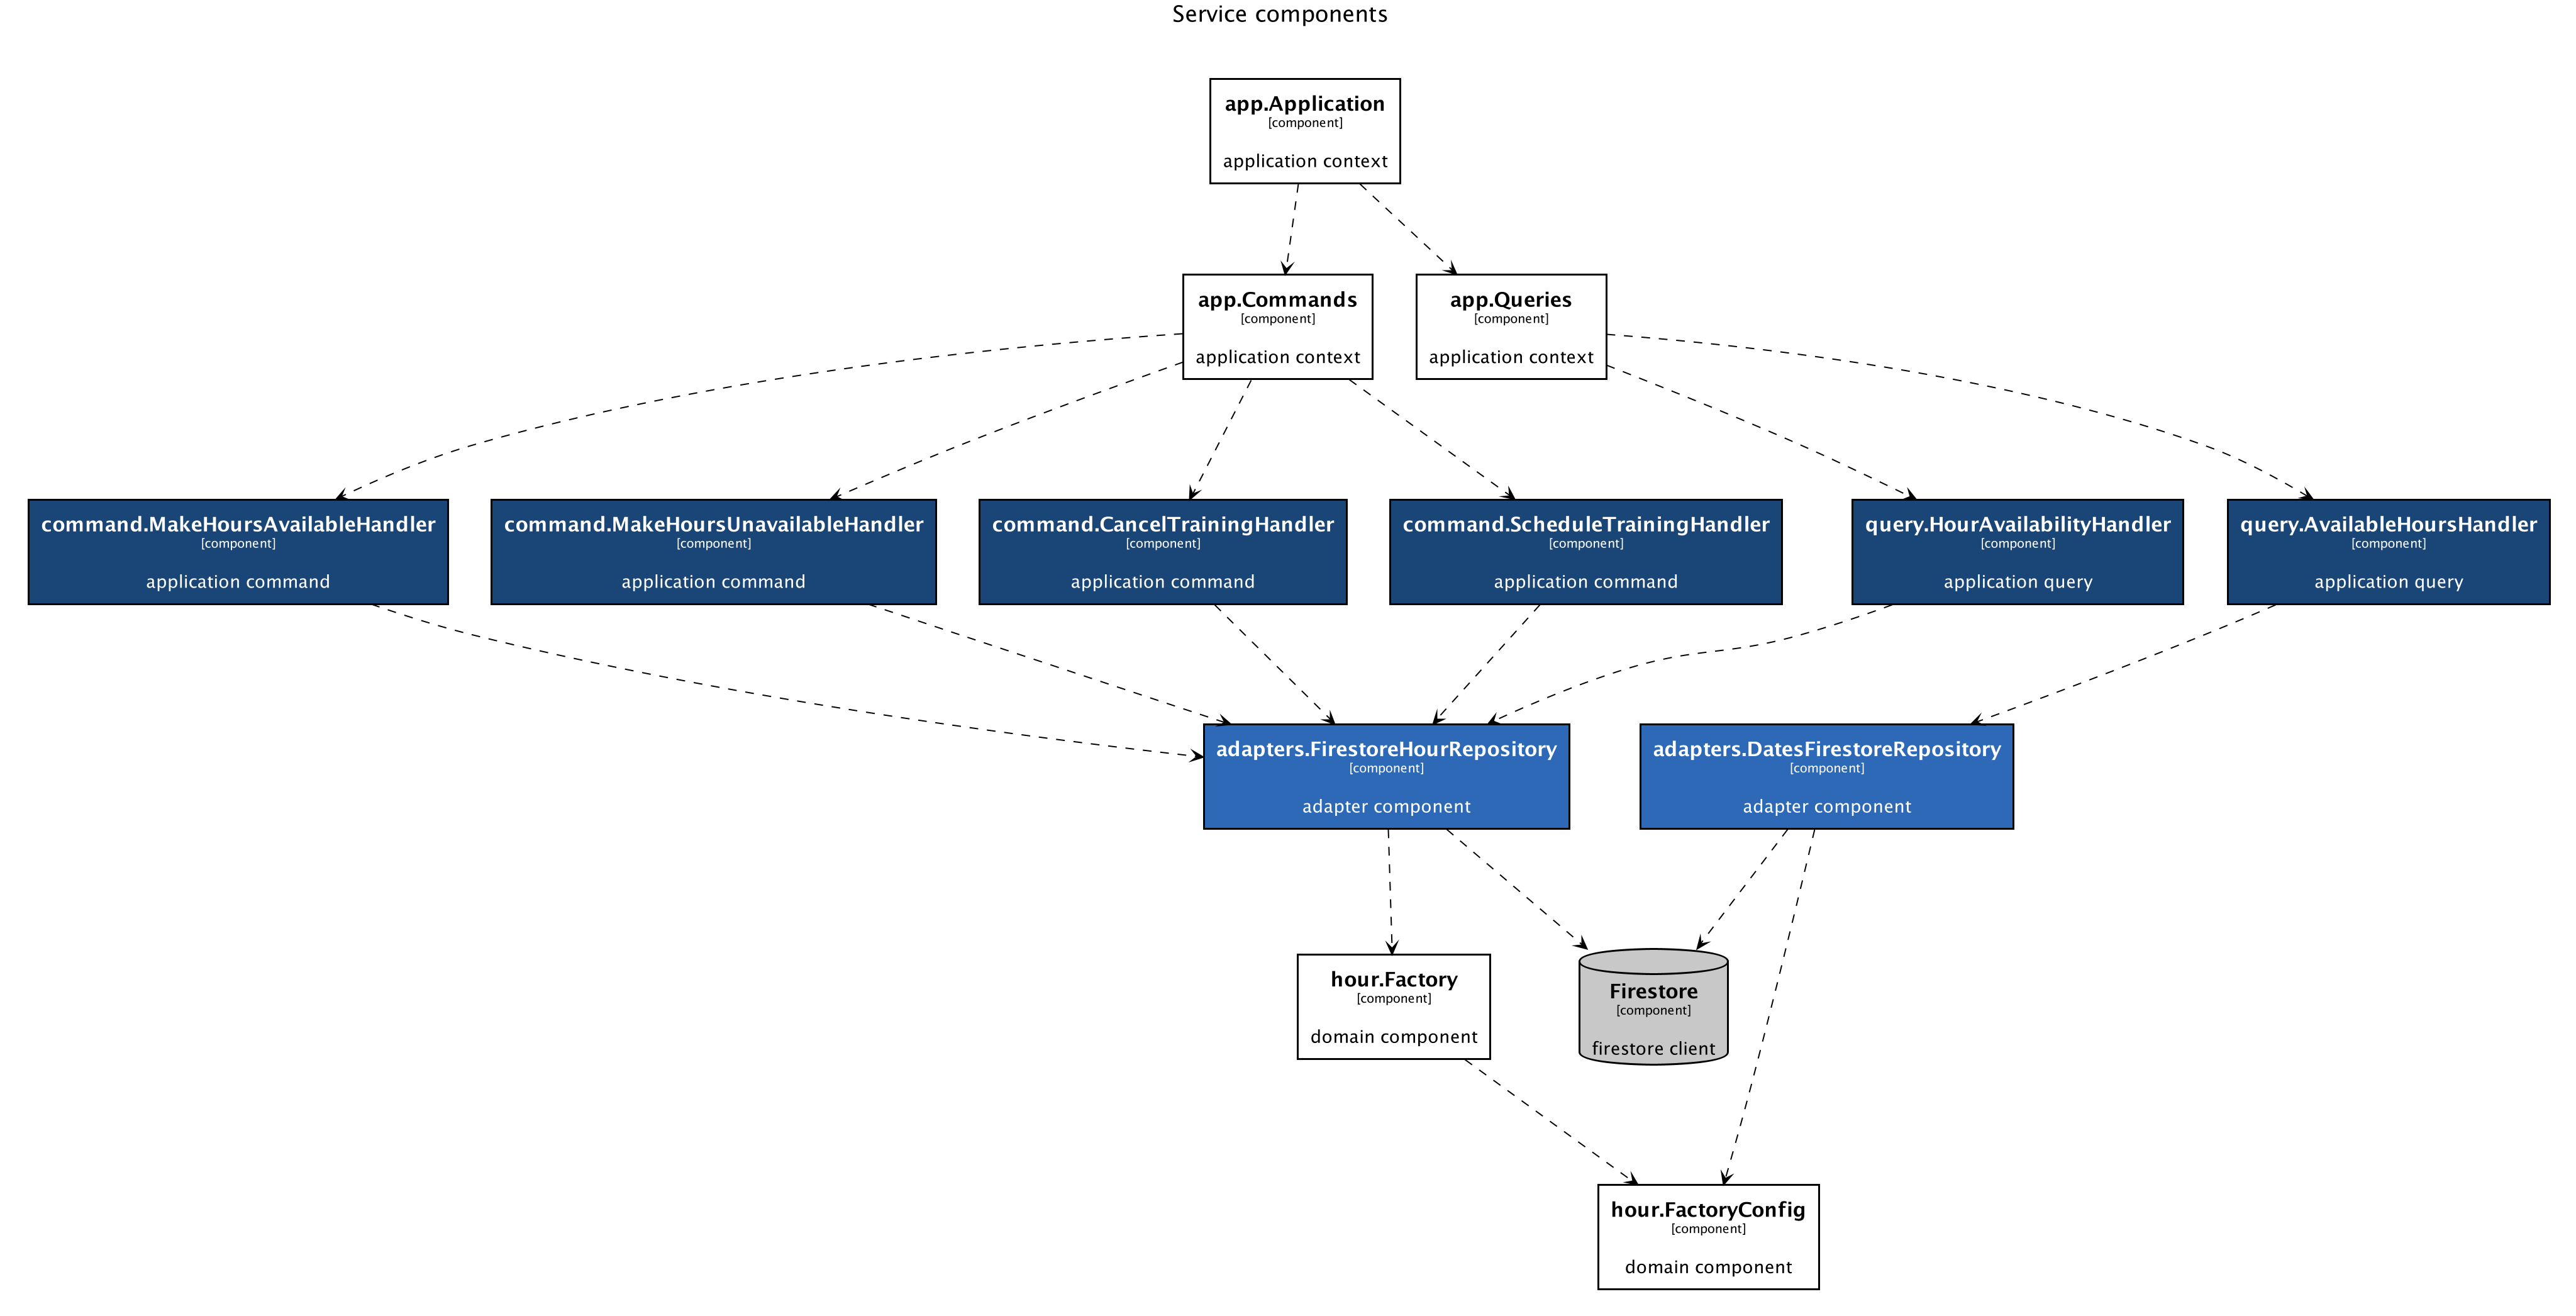 Service components
app.Application
[component]
application context
app.Commands
[component]
application context
app.Queries
[component]
application context
command.MakeHoursAvailableHandler
[component]
application command
command.MakeHoursUnavailableHandler
[component]
application command
command.CancelTrainingHandler
[component]
application command
command.ScheduleTrainingHandler
[component]
application command
query.HourAvailabilityHandler
[component]
application query
query.AvailableHoursHandler
[component]
application query
adapters.FirestoreHourRepository
[component]
adapter component
adapters.DatesFirestoreRepository
[component]
adapter component
hour.Factory
[component]
domain component
Firestore
[component]
firestore client
hour.FactoryConfig
[component]
domain component